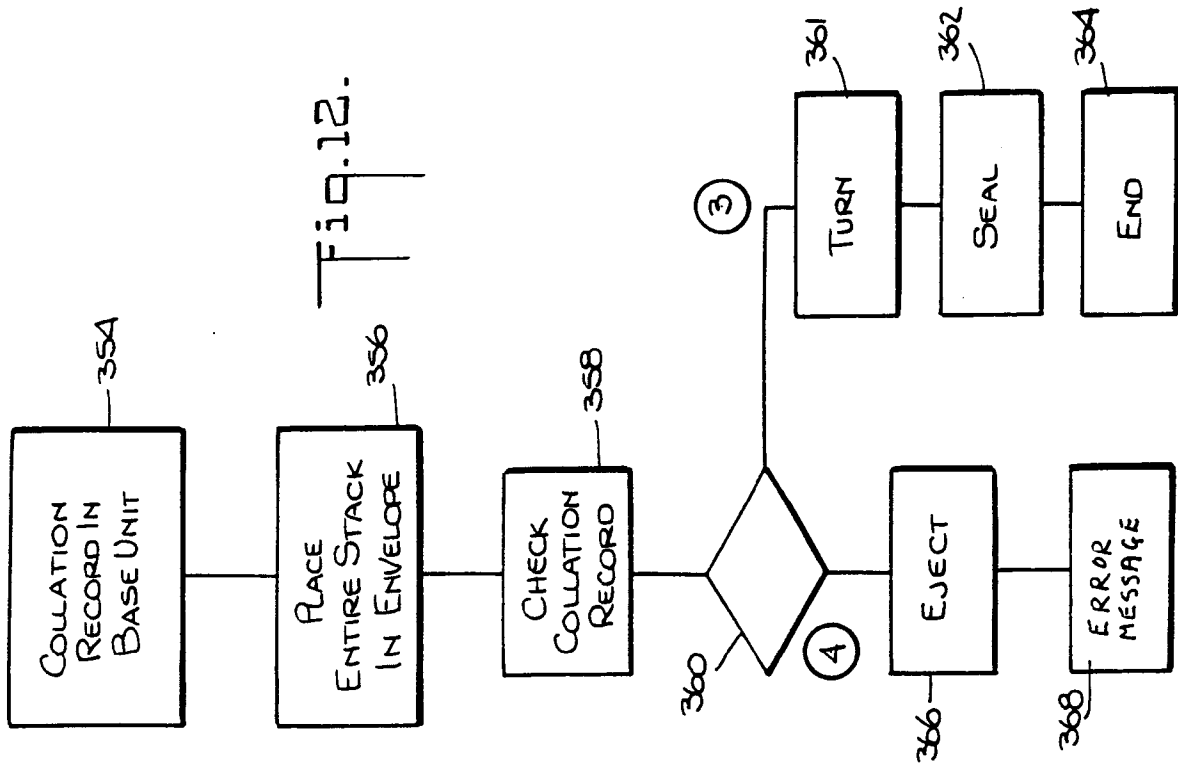 COLLATION
RECORD IN
BASE UNIT
354
PLACE
ENTIRE STACK
IN ENVELOPE
356
CHECK
COLLATION
RECORD
358
360
3
4
TURN
361
SEAL
362
END
364
EJECT
366
ERROR
MESSAGE
368
Fig.12.